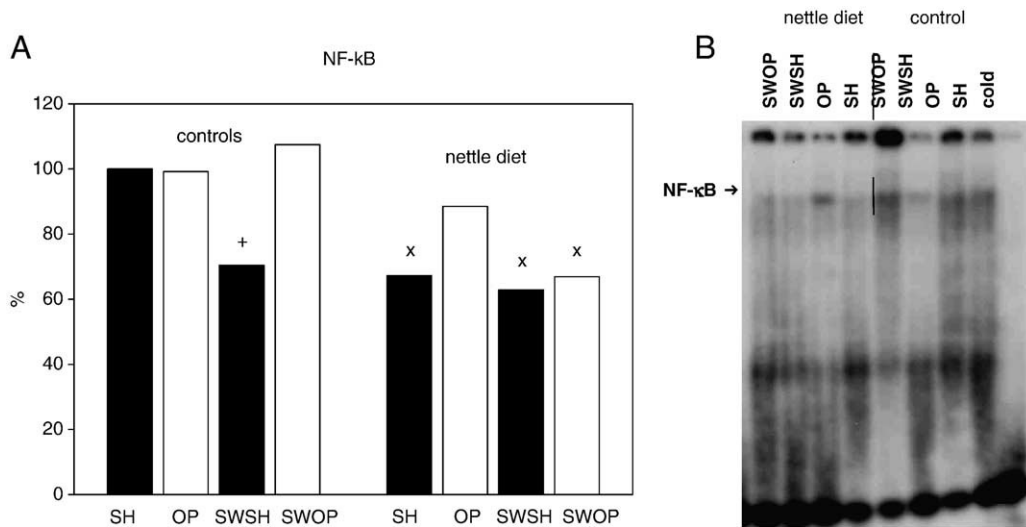 A
NF-kB
120
100
80
60
40
20
0
%
controls
nettle diet
+
x
x
x
SH OP SWSH SWOP SH OP SWSH SWOP
B
nettle diet control
SWOP SWSH OP SH SWOP SWSH OP SH cold
NF-κB →